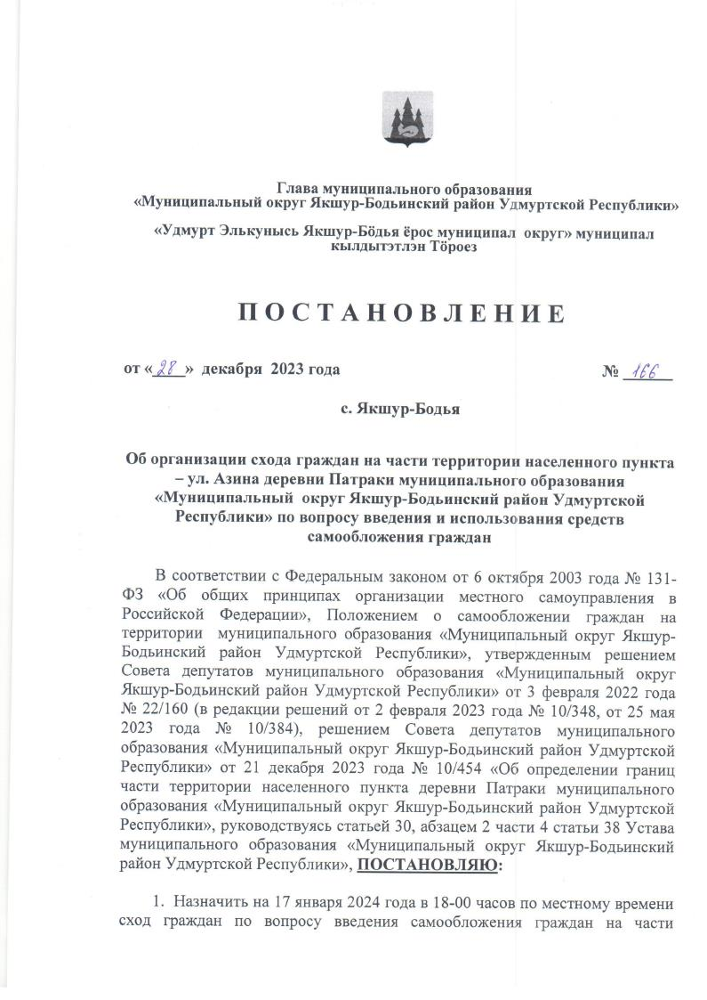 Глава муниципального образования
«Муниципальный округ Якшур-Бодьинский район Удмуртской Республики»
«Удмурт Элькунысь Якшур-Бӧдья ёрос муниципал округ» муниципал
кылдытэтлэн Тӧроез
П О С Т А Н О В Л Е Н И Е
от «28» декабря 2023 года № 166
с. Якшур-Бодья
Об организации схода граждан на части территории населенного пункта
– ул. Азина деревни Патраки муниципального образования
«Муниципальный округ Якшур-Бодьинский район Удмуртской
Республики» по вопросу введения и использования средств
самообложения граждан
В соответствии с Федеральным законом от 6 октября 2003 года № 131-
ФЗ «Об общих принципах организации местного самоуправления в
Российской Федерации», Положением о самообложении граждан на
территории муниципального образования «Муниципальный округ Якшур-
Бодьинский район Удмуртской Республики», утвержденным решением
Совета депутатов муниципального образования «Муниципальный округ
Якшур-Бодьинский район Удмуртской Республики» от 3 февраля 2022 года
№ 22/160 (в редакции решений от 2 февраля 2023 года № 10/348, от 25 мая
2023 года № 10/384), решением Совета депутатов муниципального
образования «Муниципальный округ Якшур-Бодьинский район Удмуртской
Республики» от 21 декабря 2023 года № 10/454 «Об определении границ
части территории населенного пункта деревни Патраки муниципального
образования «Муниципальный округ Якшур-Бодьинский район Удмуртской
Республики», руководствуясь статьей 30, абзацем 2 части 4 статьи 38 Устава
муниципального образования «Муниципальный округ Якшур-Бодьинский
район Удмуртской Республики», ПОСТАНОВЛЯЮ:
1. Назначить на 17 января 2024 года в 18-00 часов по местному времени
сход граждан по вопросу введения самообложения граждан на части